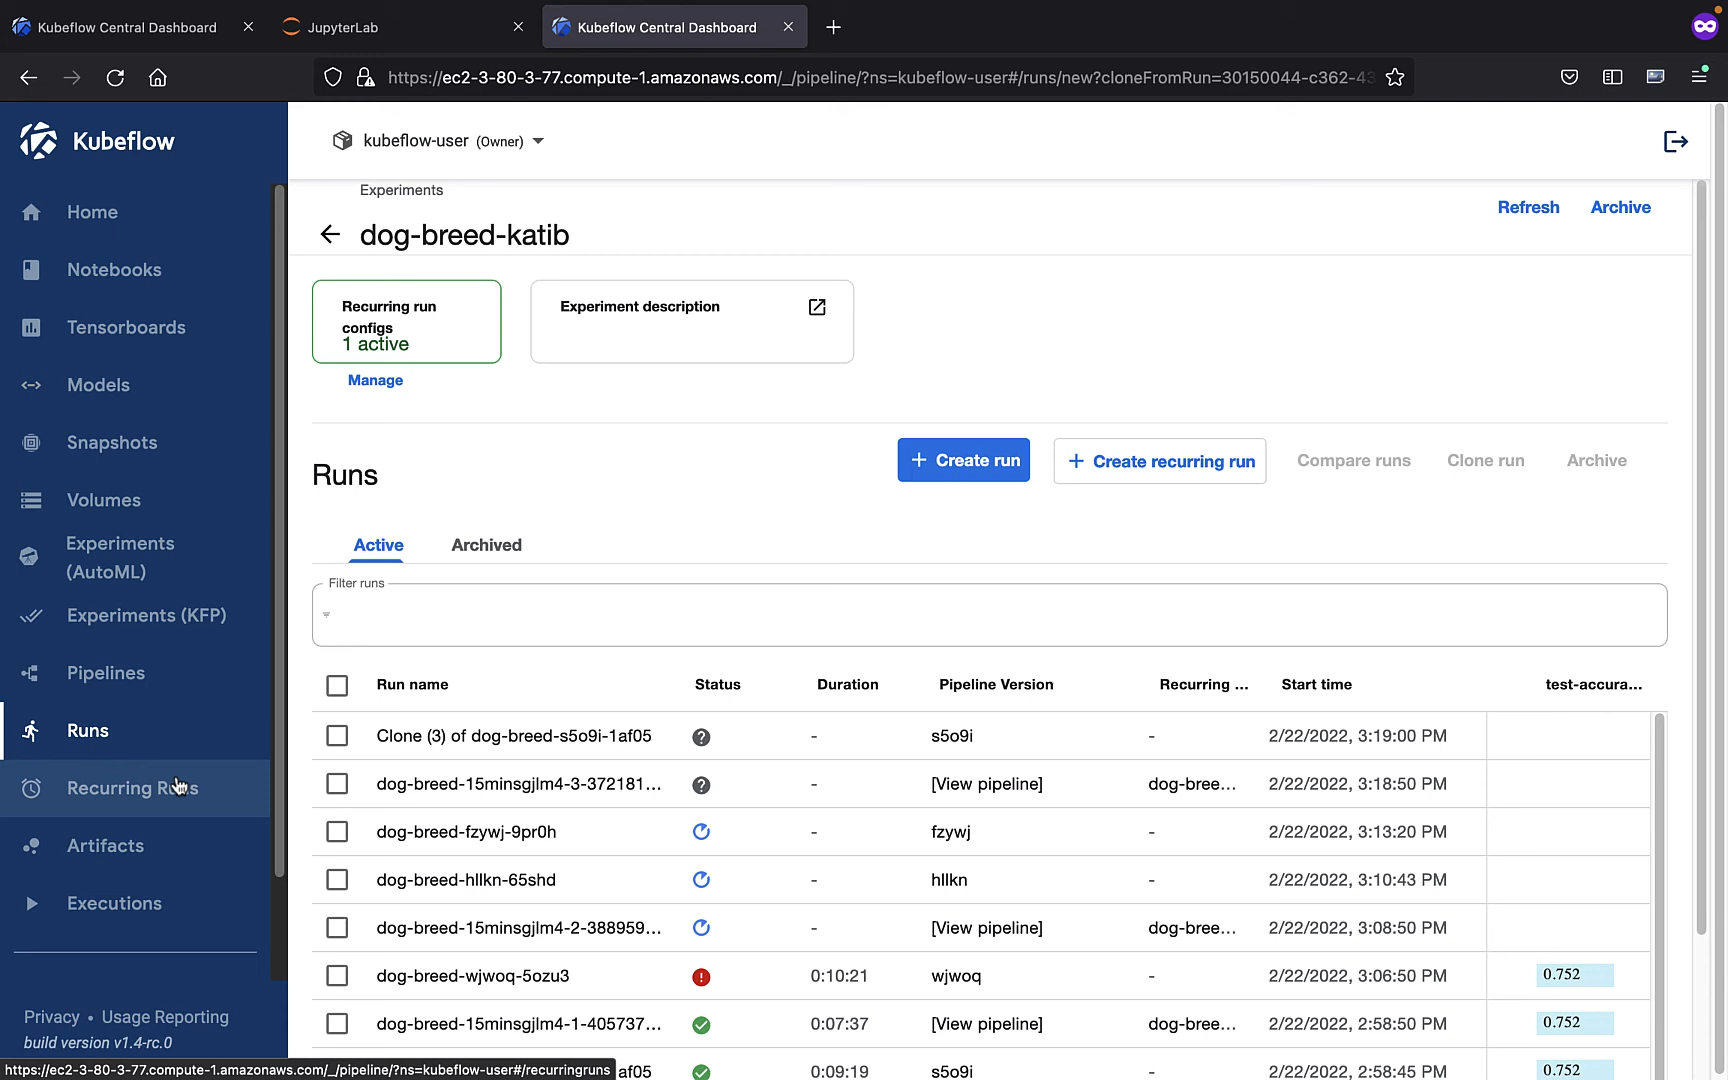 Kubeflow Central Dashboard
JupyterLab
Kubeflow Central Dashboard
https://ec2-3-80-3-77.compute-1.amazonaws.com/_/pipeline/?ns=kubeflow-user#/runs/new?cloneFromRun=30150044-c362-43
Kubeflow
Home
Notebooks
Tensorboards
Models
Snapshots
Volumes
Experiments
(AutoML)
Experiments (KFP)
Pipelines
Runs
Recurring Runs
Artifacts
Executions
Privacy • Usage Reporting
build version v1.4-rc.0
https://ec2-3-80-3-77.compute-1.amazonaws.com/_/pipeline/?ns=kubeflow-user#/recurringruns
kubeflow-user (Owner)
Experiments
dog-breed-katib
Refresh Archive
Recurring run
configs
1 active
Manage
Experiment description
Runs
+ Create run + Create recurring run Compare runs Clone run Archive
Active Archived
Filter runs
Run name Status Duration Pipeline Version Recurring ... Start time test-accura...
Clone (3) of dog-breed-s5o9i-1af05 - s5o9i - 2/22/2022, 3:19:00 PM
dog-breed-15minsgjlm4-3-372181... - [View pipeline] dog-bree... 2/22/2022, 3:18:50 PM
dog-breed-fzywj-9pr0h - fzywj - 2/22/2022, 3:13:20 PM
dog-breed-hllkn-65shd - hllkn - 2/22/2022, 3:10:43 PM
dog-breed-15minsgjlm4-2-388959... - [View pipeline] dog-bree... 2/22/2022, 3:08:50 PM
dog-breed-wjwoq-5ozu3 0:10:21 wjwoq - 2/22/2022, 3:06:50 PM 0.752
dog-breed-15minsgjlm4-1-405737... 0:07:37 [View pipeline] dog-bree... 2/22/2022, 2:58:50 PM 0.752
af05 0:09:19 s5o9i - 2/22/2022, 2:58:45 PM 0.752